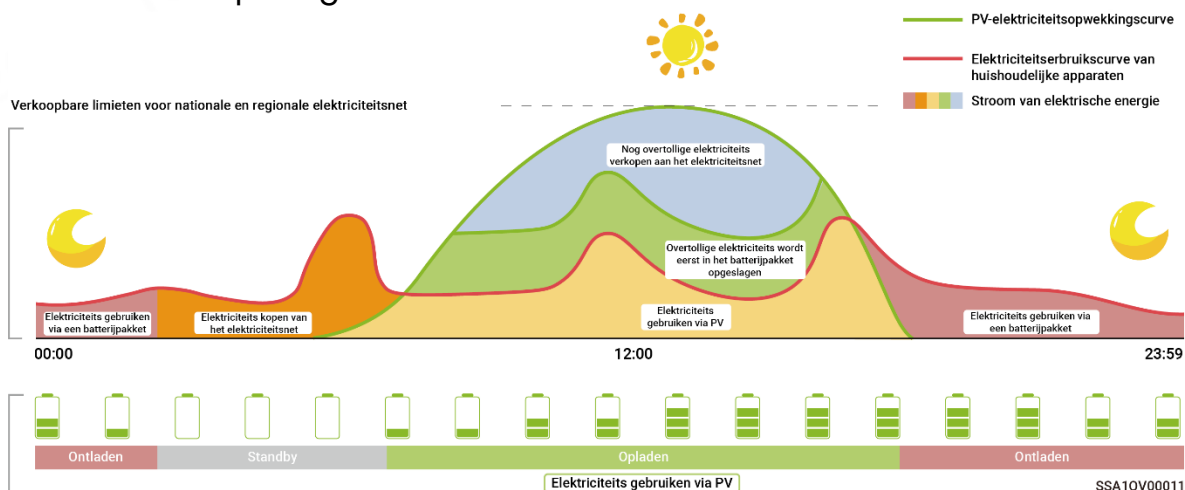 PV-elektriciteitsopwekkingscurve
Elektriciteitserbruikscurve van
huishoudelijke apparaten
Verkoopbare limieten voor nationale en regionale elektriciteitsnet
Stroom van elektrische energie
Nog overtollige elektriciteits
verkopen aan het elektriciteitsnet
Overtollige elektriciteits wordt
eerst in het batterijpakket
opgeslagen
Elektriciteits gebruiken
via een batterijpakket
Elektriciteits kopen van
het elektriciteitsnet
Elektriciteits
gebruiken via PV
Elektriciteits gebruiken via
een batterijpakket
00:00
12:00
23:59
Ontladen
Standby
Opladen
Ontladen
Elektriciteits gebruiken via PV
SSA1OV00011